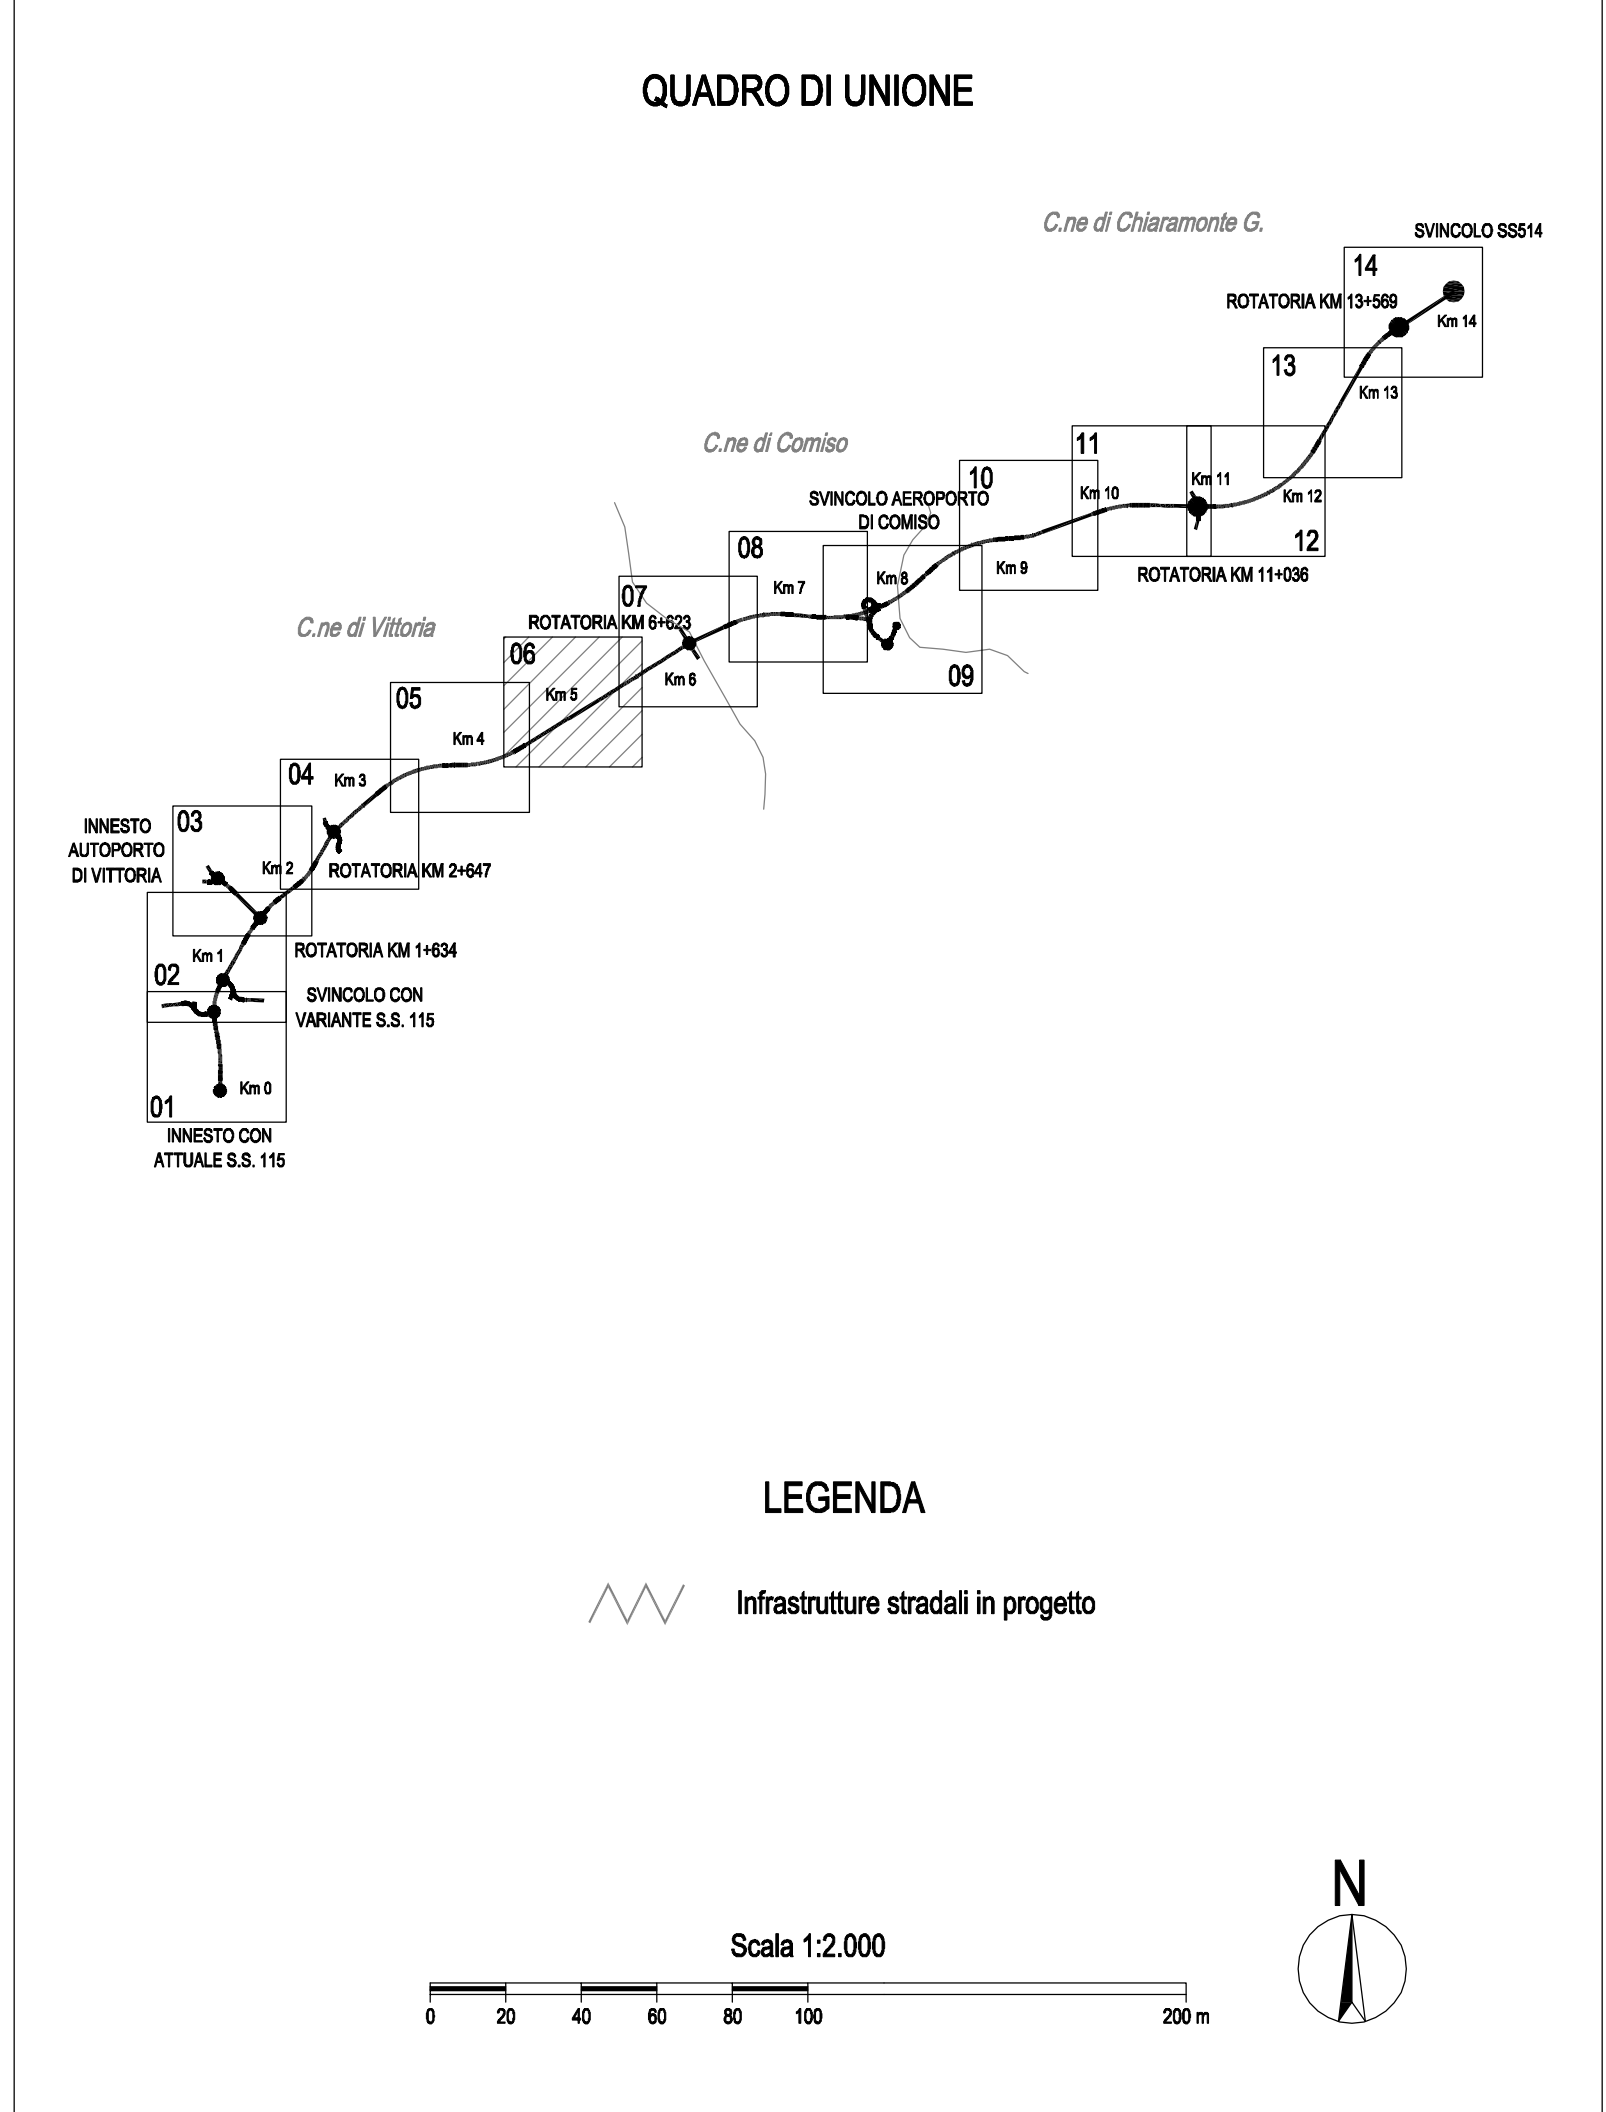 QUADRO DI UNIONE
C.ne di Chiaramonte G.
SVINCOLO SS514
14
ROTATORIA KM 13+569
Km 14
13
Km 13
11
C.ne di Comiso
10
Km 11
Km 10
Km 12
SVINCOLO AEROPORTO
DI COMISO
12
08
Km 9
ROTATORIA KM 11+036
Km 8
Km 7
07
ROTATORIA KM 6+623
C.ne di Vittoria
06
09
Km 6
05
Km 5
Km 4
04
Km 3
03
INNESTO
AUTOPORTO
DI VITTORIA
Km 2
ROTATORIA KM 2+647
ROTATORIA KM 1+634
Km 1
02
SVINCOLO CON
VARIANTE S.S. 115
Km 0
01
INNESTO CON
ATTUALE S.S. 115
LEGENDA
Infrastrutture stradali in progetto
N
Scala 1:2.000
0 20 40 60 80 100 200 m